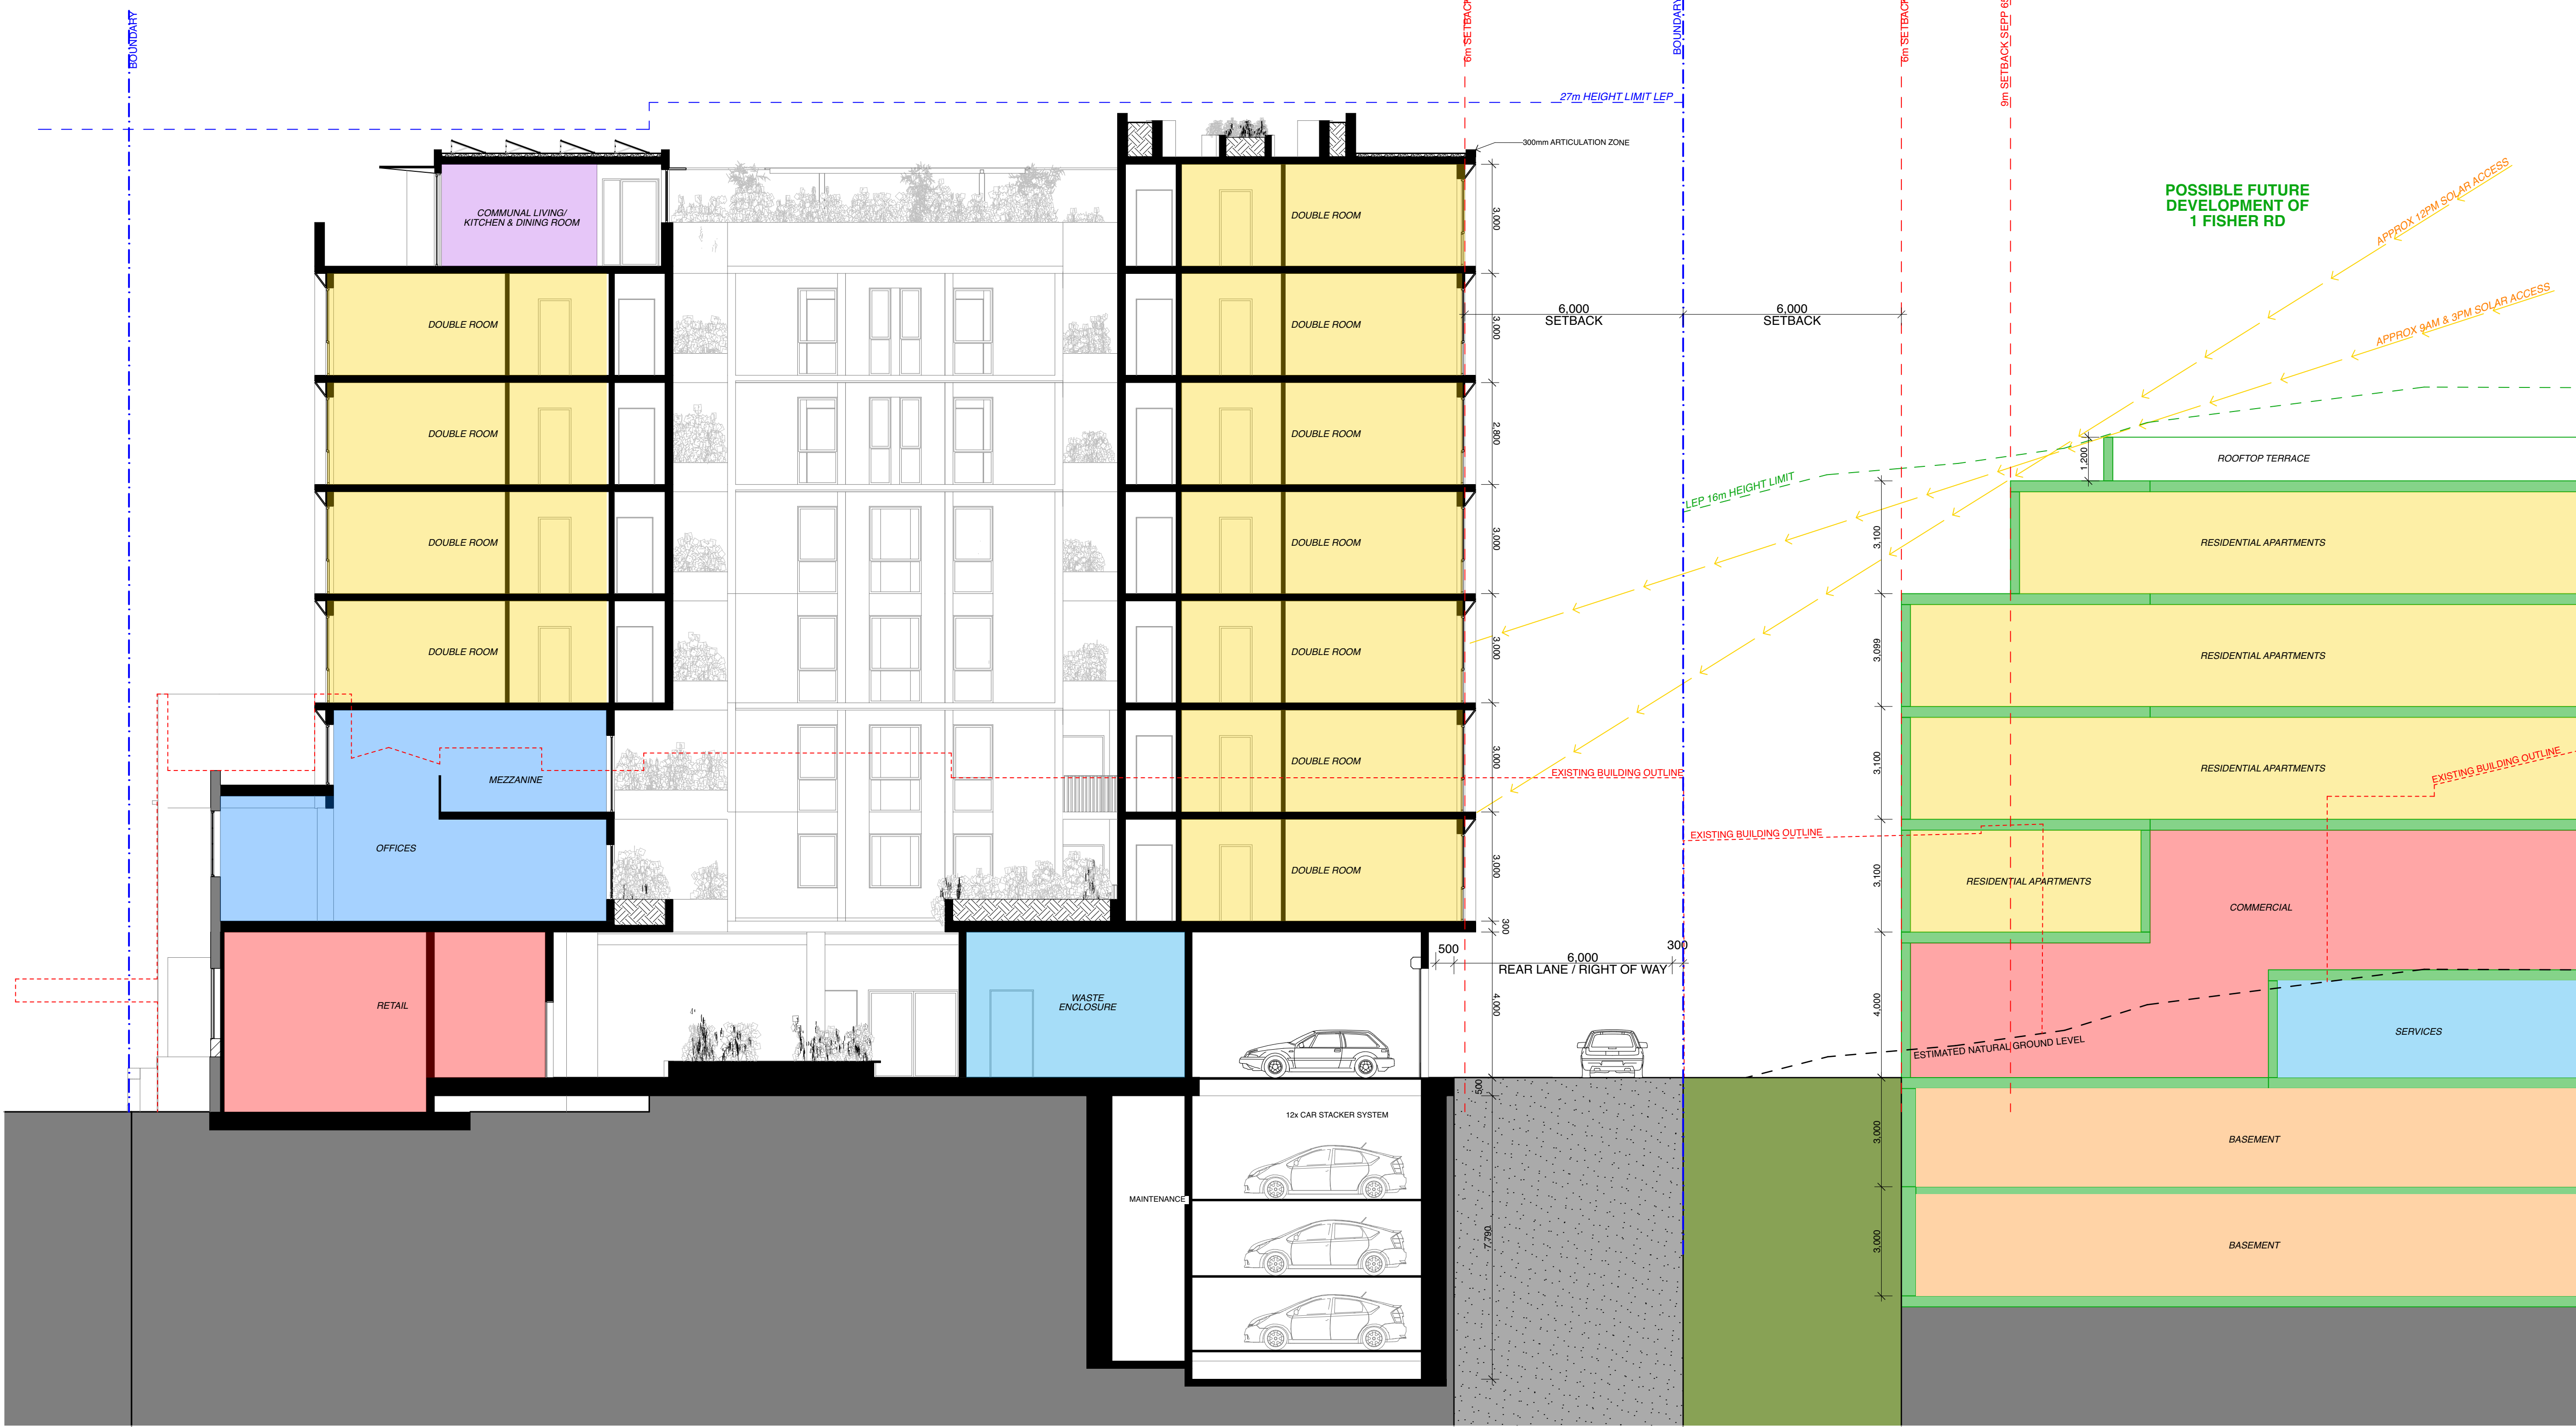 BOUNDARY
6m SETBACK
BOUNDARY
6m SETBACK
9m SETBACK SEPP 65
27m HEIGHT LIMIT LEP
300mm ARTICULATION ZONE
POSSIBLE FUTURE
DEVELOPMENT OF
1 FISHER RD
APPROX 12PM SOLAR ACCESS
APPROX 9AM & 3PM SOLAR ACCESS
COMMUNAL LIVING/
KITCHEN & DINING ROOM
DOUBLE ROOM
3,000
DOUBLE ROOM
DOUBLE ROOM
3,000
6,000
SETBACK
6,000
SETBACK
DOUBLE ROOM
DOUBLE ROOM
2,800
LEP 16m HEIGHT LIMIT
1,200
ROOFTOP TERRACE
DOUBLE ROOM
DOUBLE ROOM
3,000
3,100
RESIDENTIAL APARTMENTS
DOUBLE ROOM
DOUBLE ROOM
3,000
3,099
RESIDENTIAL APARTMENTS
MEZZANINE
DOUBLE ROOM
3,000
EXISTING BUILDING OUTLINE
3,100
RESIDENTIAL APARTMENTS
EXISTING BUILDING OUTLINE
EXISTING BUILDING OUTLINE
OFFICES
DOUBLE ROOM
3,000
3,100
RESIDENTIAL APARTMENTS
COMMERCIAL
300
500
6,000
REAR LANE / RIGHT OF WAY
300
RETAIL
WASTE
ENCLOSURE
4,000
4,000
SERVICES
ESTIMATED NATURAL GROUND LEVEL
500
12x CAR STACKER SYSTEM
3,000
BASEMENT
MAINTENANCE
7,790
3,000
BASEMENT